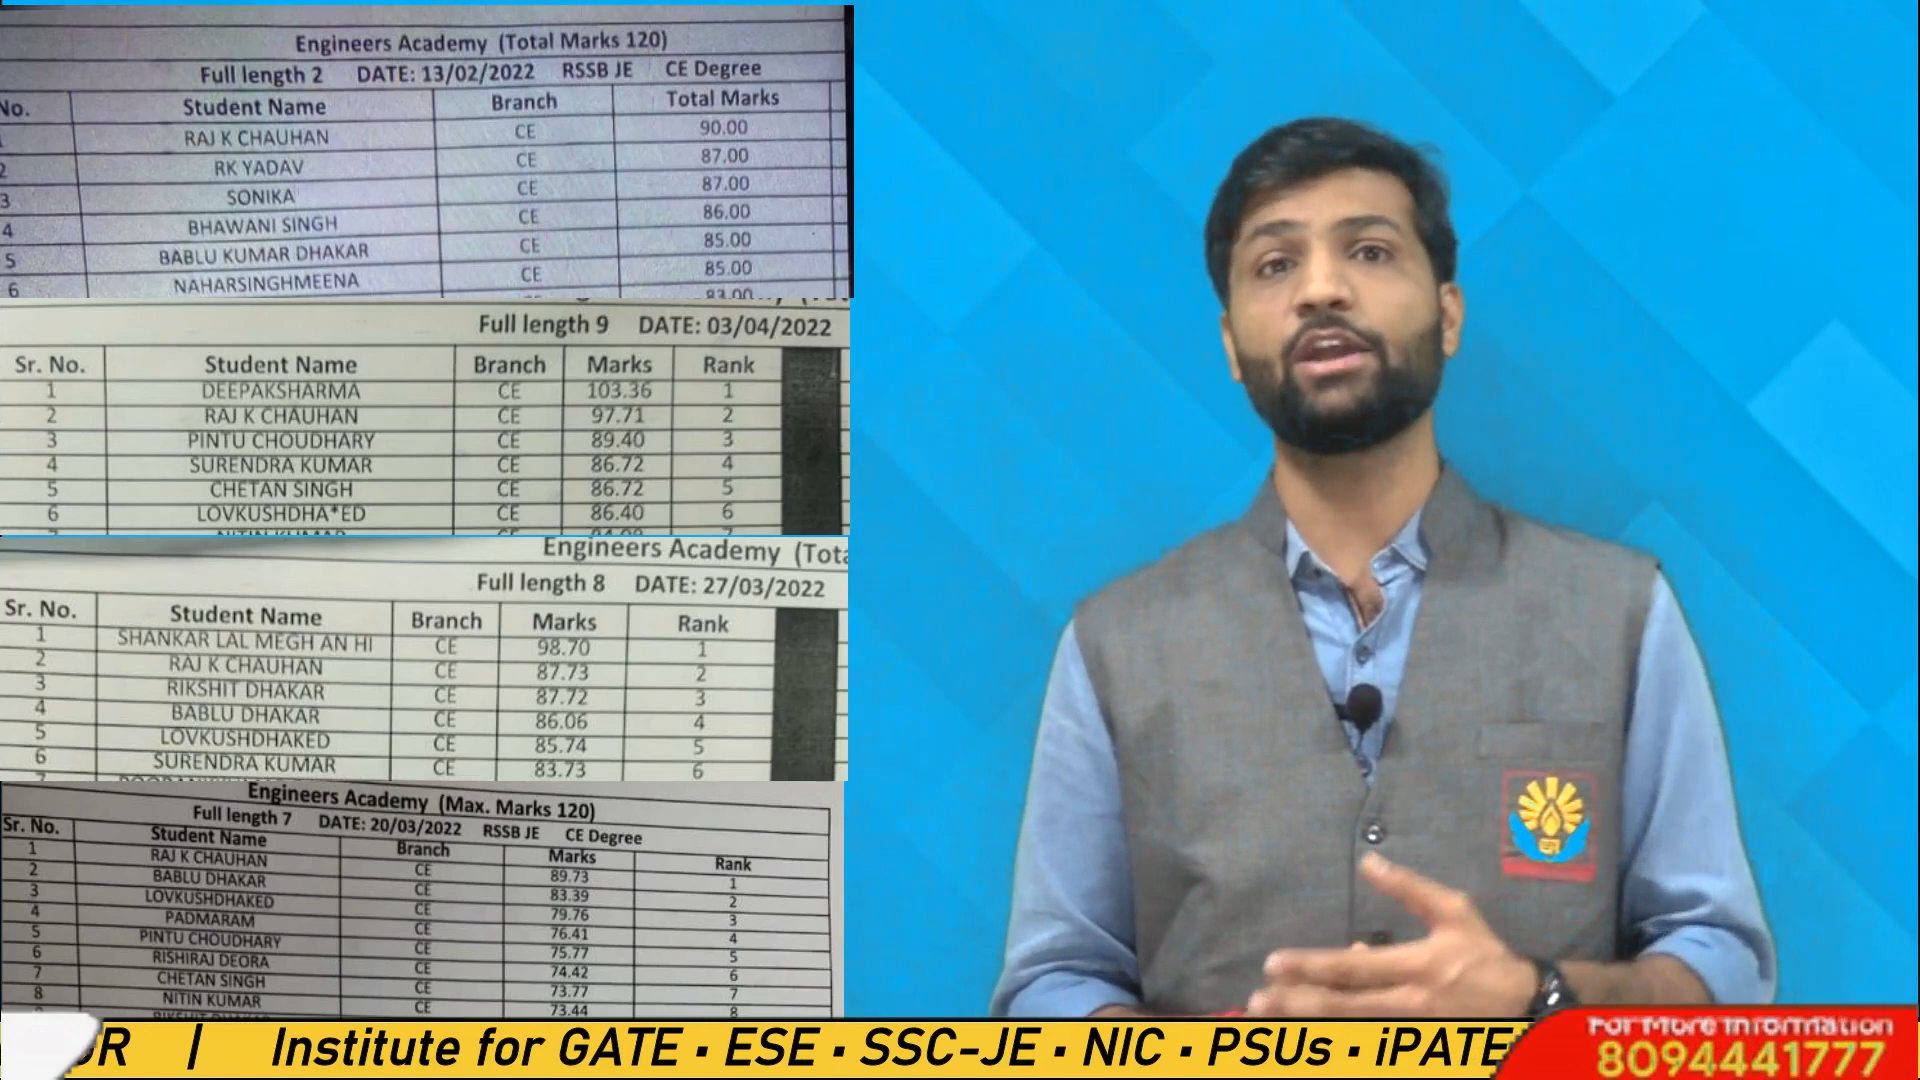 Engineers Academy (Total Marks 120)
Full length 2 DATE: 13/02/2022 RSSB JE CE Degree
No. Student Name Branch Total Marks
RAJ K CHAUHAN CE 90.00
2 RK YADAV CE 87.00
3 SONIKA CE 87.00
4 BHAWANI SINGH CE 86.00
5 BABLU KUMAR DHAKAR CE 85.00
6 NAHARSINGHMEENA CE 85.00
83.00
Full length 9 DATE: 03/04/2022
Sr. No. Student Name Branch Marks Rank
1 DEEPAKSHARMA CE 103.36 1
2 RAJ K CHAUHAN CE 97.71 2
3 PINTU CHOUDHARY CE 89.40 3
4 SURENDRA KUMAR CE 86.72 4
5 CHETAN SINGH CE 86.72 5
6 LOVKUSHDHA*ED CE 86.40 6
Engineers Academy (Tota
Full length 8 DATE: 27/03/2022
Sr. No. Student Name Branch Marks Rank
1 SHANKAR LAL MEGH AN HI CE 98.70 1
2 RAJ K CHAUHAN CE 87.73 2
3 RIKSHIT DHAKAR CE 87.72 3
4 BABLU DHAKAR CE 86.06 4
5 LOVKUSHDHAKED CE 85.74 5
6 SURENDRA KUMAR CE 83.73 6
Engineers Academy (Max. Marks 120)
Full length 7 DATE: 20/03/2022 RSSB JE CE Degree
Sr. No. Student Name Branch Marks Rank
1 RAJ K CHAUHAN CE 89.73 1
2 BABLU DHAKAR CE 83.39 2
3 LOVKUSHDHAKED CE 79.76 3
4 PADMARAM CE 76.41 4
5 PINTU CHOUDHARY CE 75.77 5
6 RISHIRAJ DEORA CE 74.42 6
7 CHETAN SINGH CE 73.77 7
8 NITIN KUMAR CE 73.44 8
UR | Institute for GATE • ESE • SSC-JE • NIC • PSUs • iPATE
For More Information
8094441777